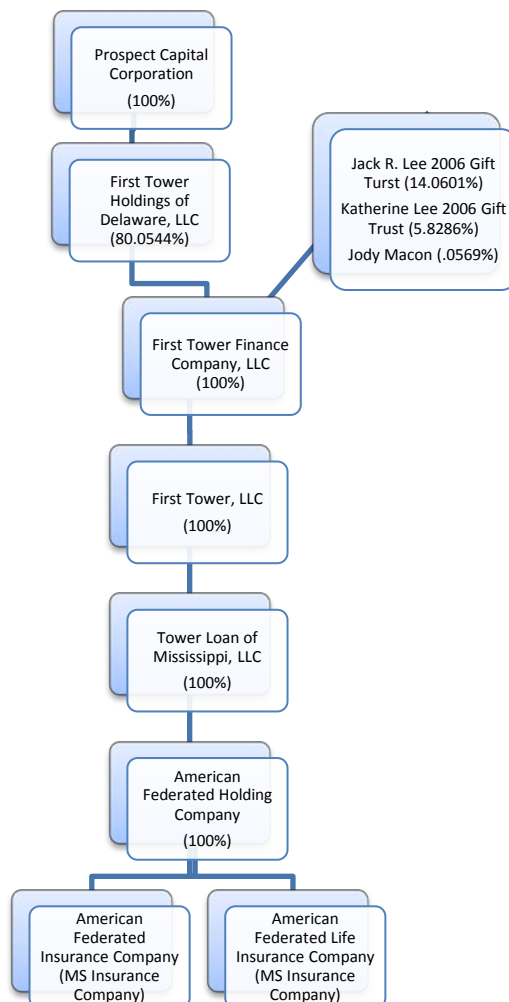 Prospect Capital
Corporation
(100%)
First Tower
Holdings of
Delaware, LLC
(80.0544%)
Jack R. Lee 2006 Gift
Turst (14.0601%)
Katherine Lee 2006 Gift
Trust (5.8286%)
Jody Macon (.0569%)
First Tower Finance
Company, LLC
(100%)
First Tower, LLC
(100%)
Tower Loan of
Mississippi, LLC
(100%)
American
Federated Holding
Company
(100%)
American
Federated
Insurance Company
(MS Insurance
Company)
American
Federated Life
Insurance Company
(MS Insurance
Company)